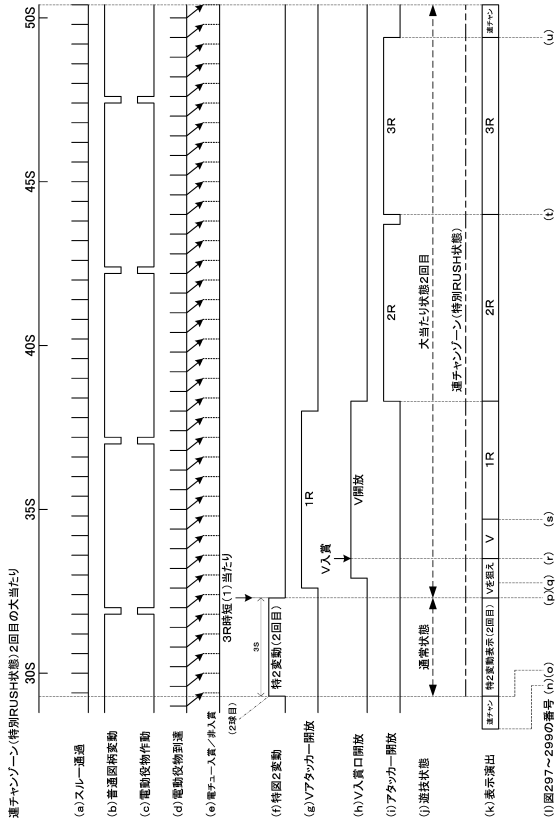 連チャンゾーン(特別RUSH状態)2回目の大当たり
30S 35S 40S 45S 50S
(a)スルー通過
(b)普通図柄変動
(c)電動役物作動
(d)電動役物到達
(e)電チュー入賞／非入賞
(2球目)
3R時短(1)当たり
3S
(f)特図2変動
特2変動(2回目)
(g)Vアタッカー開放
1R
V入賞
(h)V入賞口開放
V開放
(i)アタッカー開放
2R
3R
(j)遊技状態
通常状態
大当たり状態2回目
連チャンゾーン(特別RUSH状態)
(k)表示演出
連チャン
特2変動表示(2回目)
Vを狙え
V
1R
2R
3R
連チャン
(l)図297～299の番号
(n)(o) (p)(q) (r) (s) (t) (u)